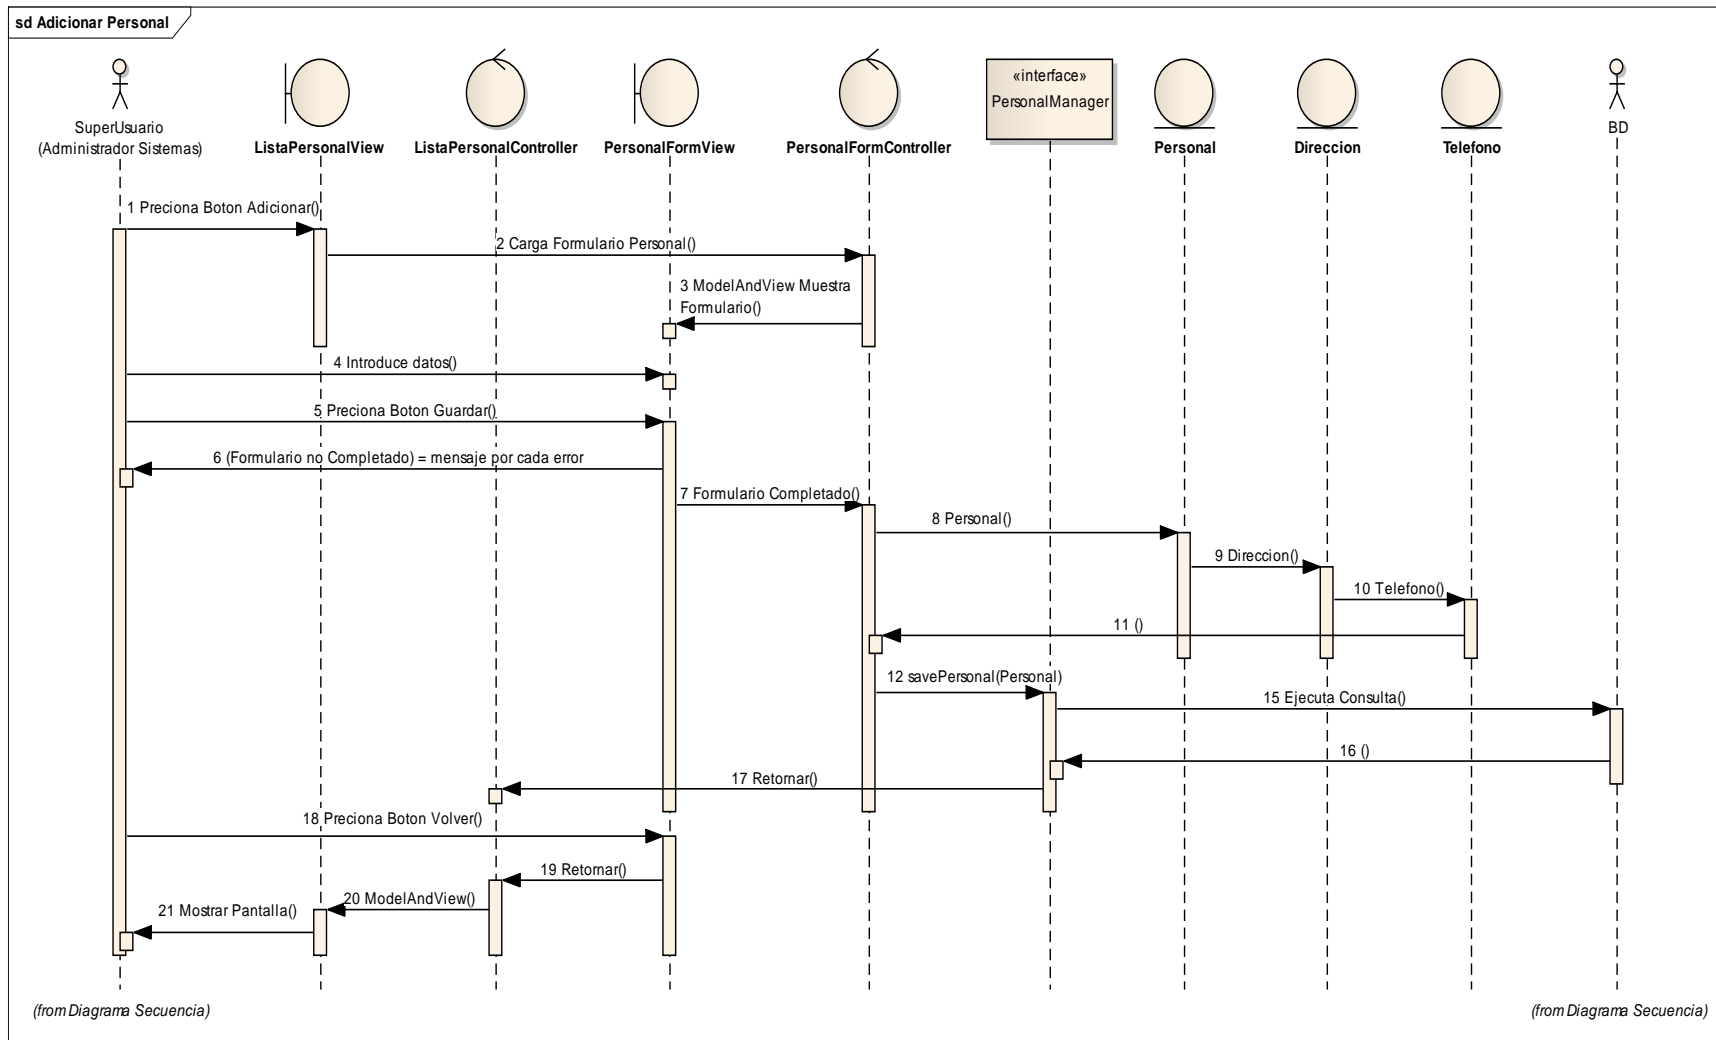 sd Adicionar Personal
SuperUsuario
(Administrador Sistemas)
ListaPersonalView
ListaPersonalController
PersonalFormView
PersonalFormController
«interface»
PersonalManager
Personal
Direccion
Telefono
BD
1 Preciona Boton Adicionar()
2 Carga Formulario Personal()
3 ModelAndView Muestra
Formulario()
4 Introduce datos()
5 Preciona Boton Guardar()
6 (Formulario no Completado) = mensaje por cada error
7 Formulario Completado()
8 Personal()
9 Direccion()
10 Telefono()
11 ()
12 savePersonal(Personal)
15 Ejecuta Consulta()
16 ()
17 Retornar()
18 Preciona Boton Volver()
19 Retornar()
20 ModelAndView()
21 Mostrar Pantalla()
(from Diagrama Secuencia)
(from Diagrama Secuencia)